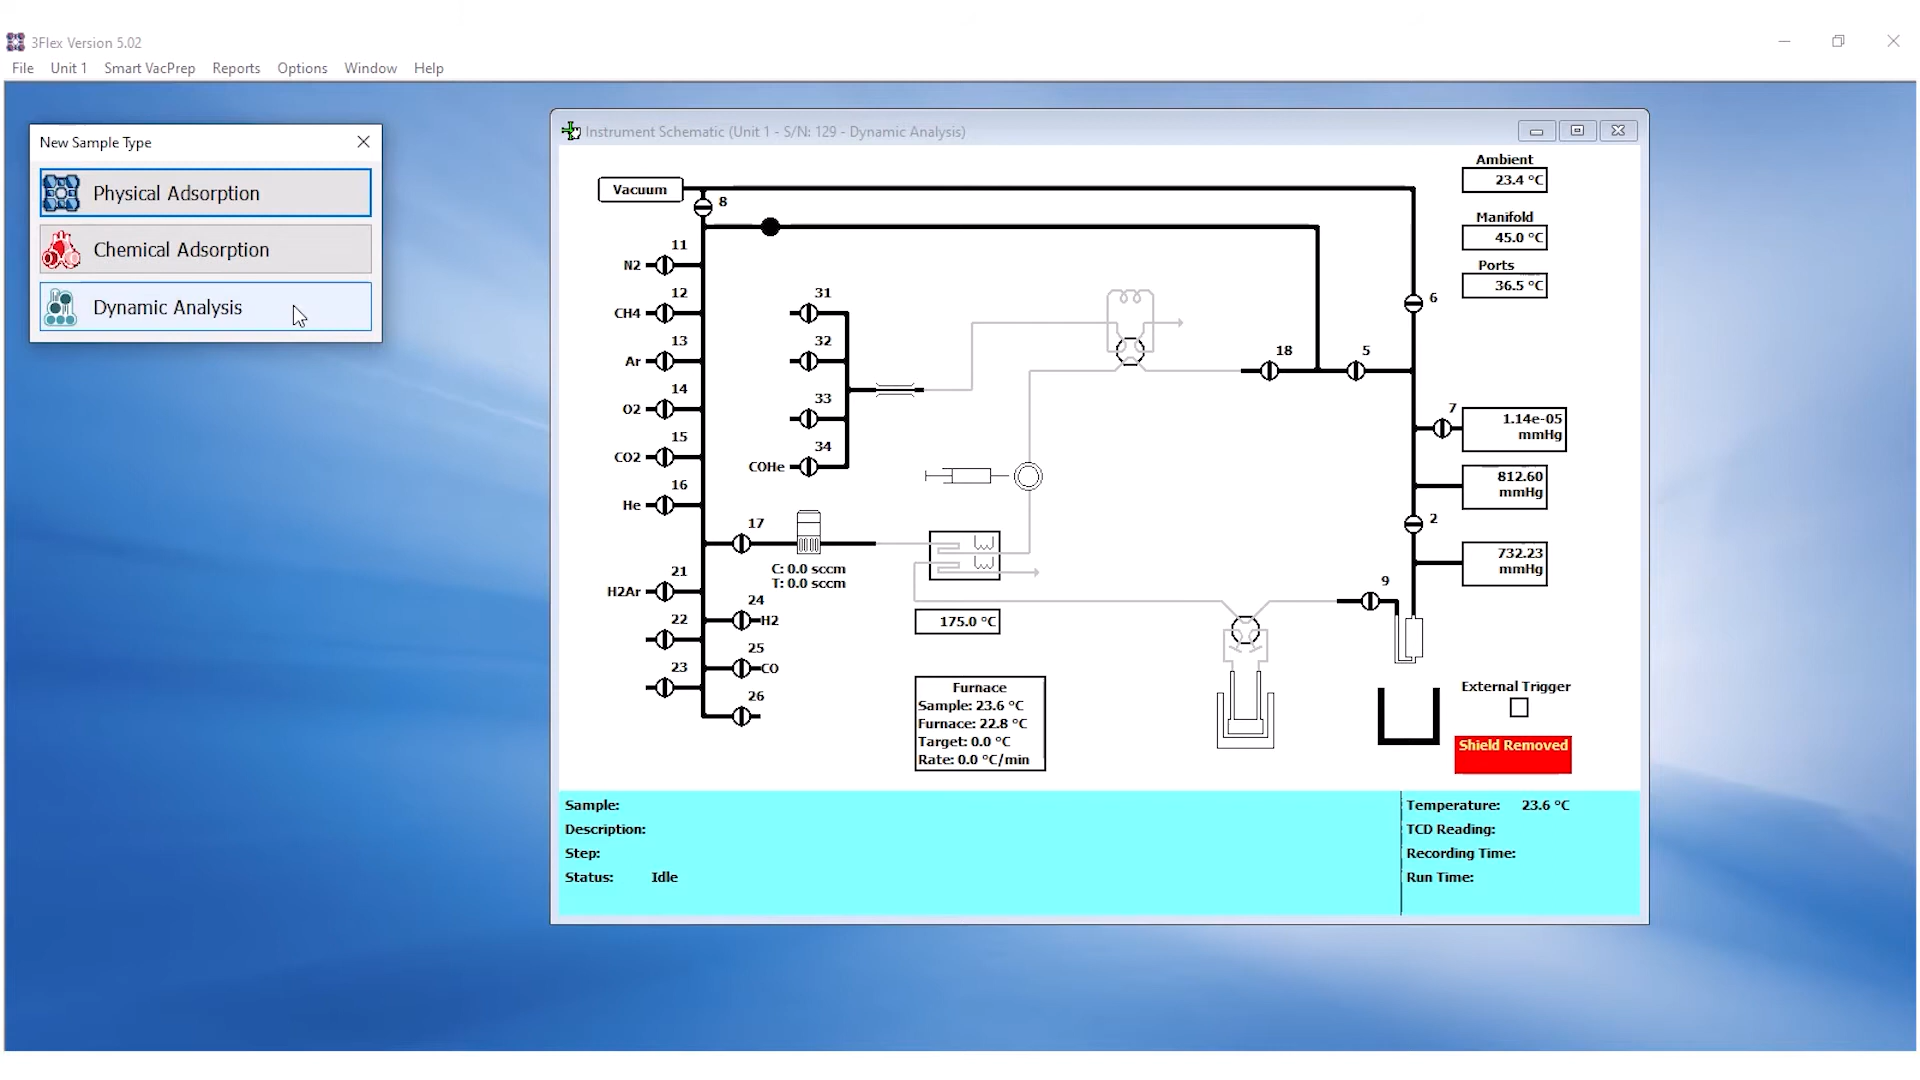 3Flex Version 5.02
File Unit 1 Smart VacPrep Reports Options Window Help
New Sample Type
Physical Adsorption
Chemical Adsorption
Dynamic Analysis
Instrument Schematic (Unit 1 - S/N: 129 - Dynamic Analysis)
Vacuum
8
11
N2
12
CH4
13
Ar
14
O2
15
CO2
16
He
17
C: 0.0 sccm
T: 0.0 sccm
21
H2Ar
22
23
24
H2
25
CO
26
31
32
33
34
COHe
175.0 °C
Furnace
Sample: 23.6 °C
Furnace: 22.8 °C
Target: 0.0 °C
Rate: 0.0 °C/min
18
5
6
7
2
9
Ambient
23.4 °C
Manifold
45.0 °C
Ports
36.5 °C
1.14e-05
mmHg
812.60
mmHg
732.23
mmHg
External Trigger
Shield Removed
Sample:
Description:
Step:
Status: Idle
Temperature: 23.6 °C
TCD Reading:
Recording Time:
Run Time: